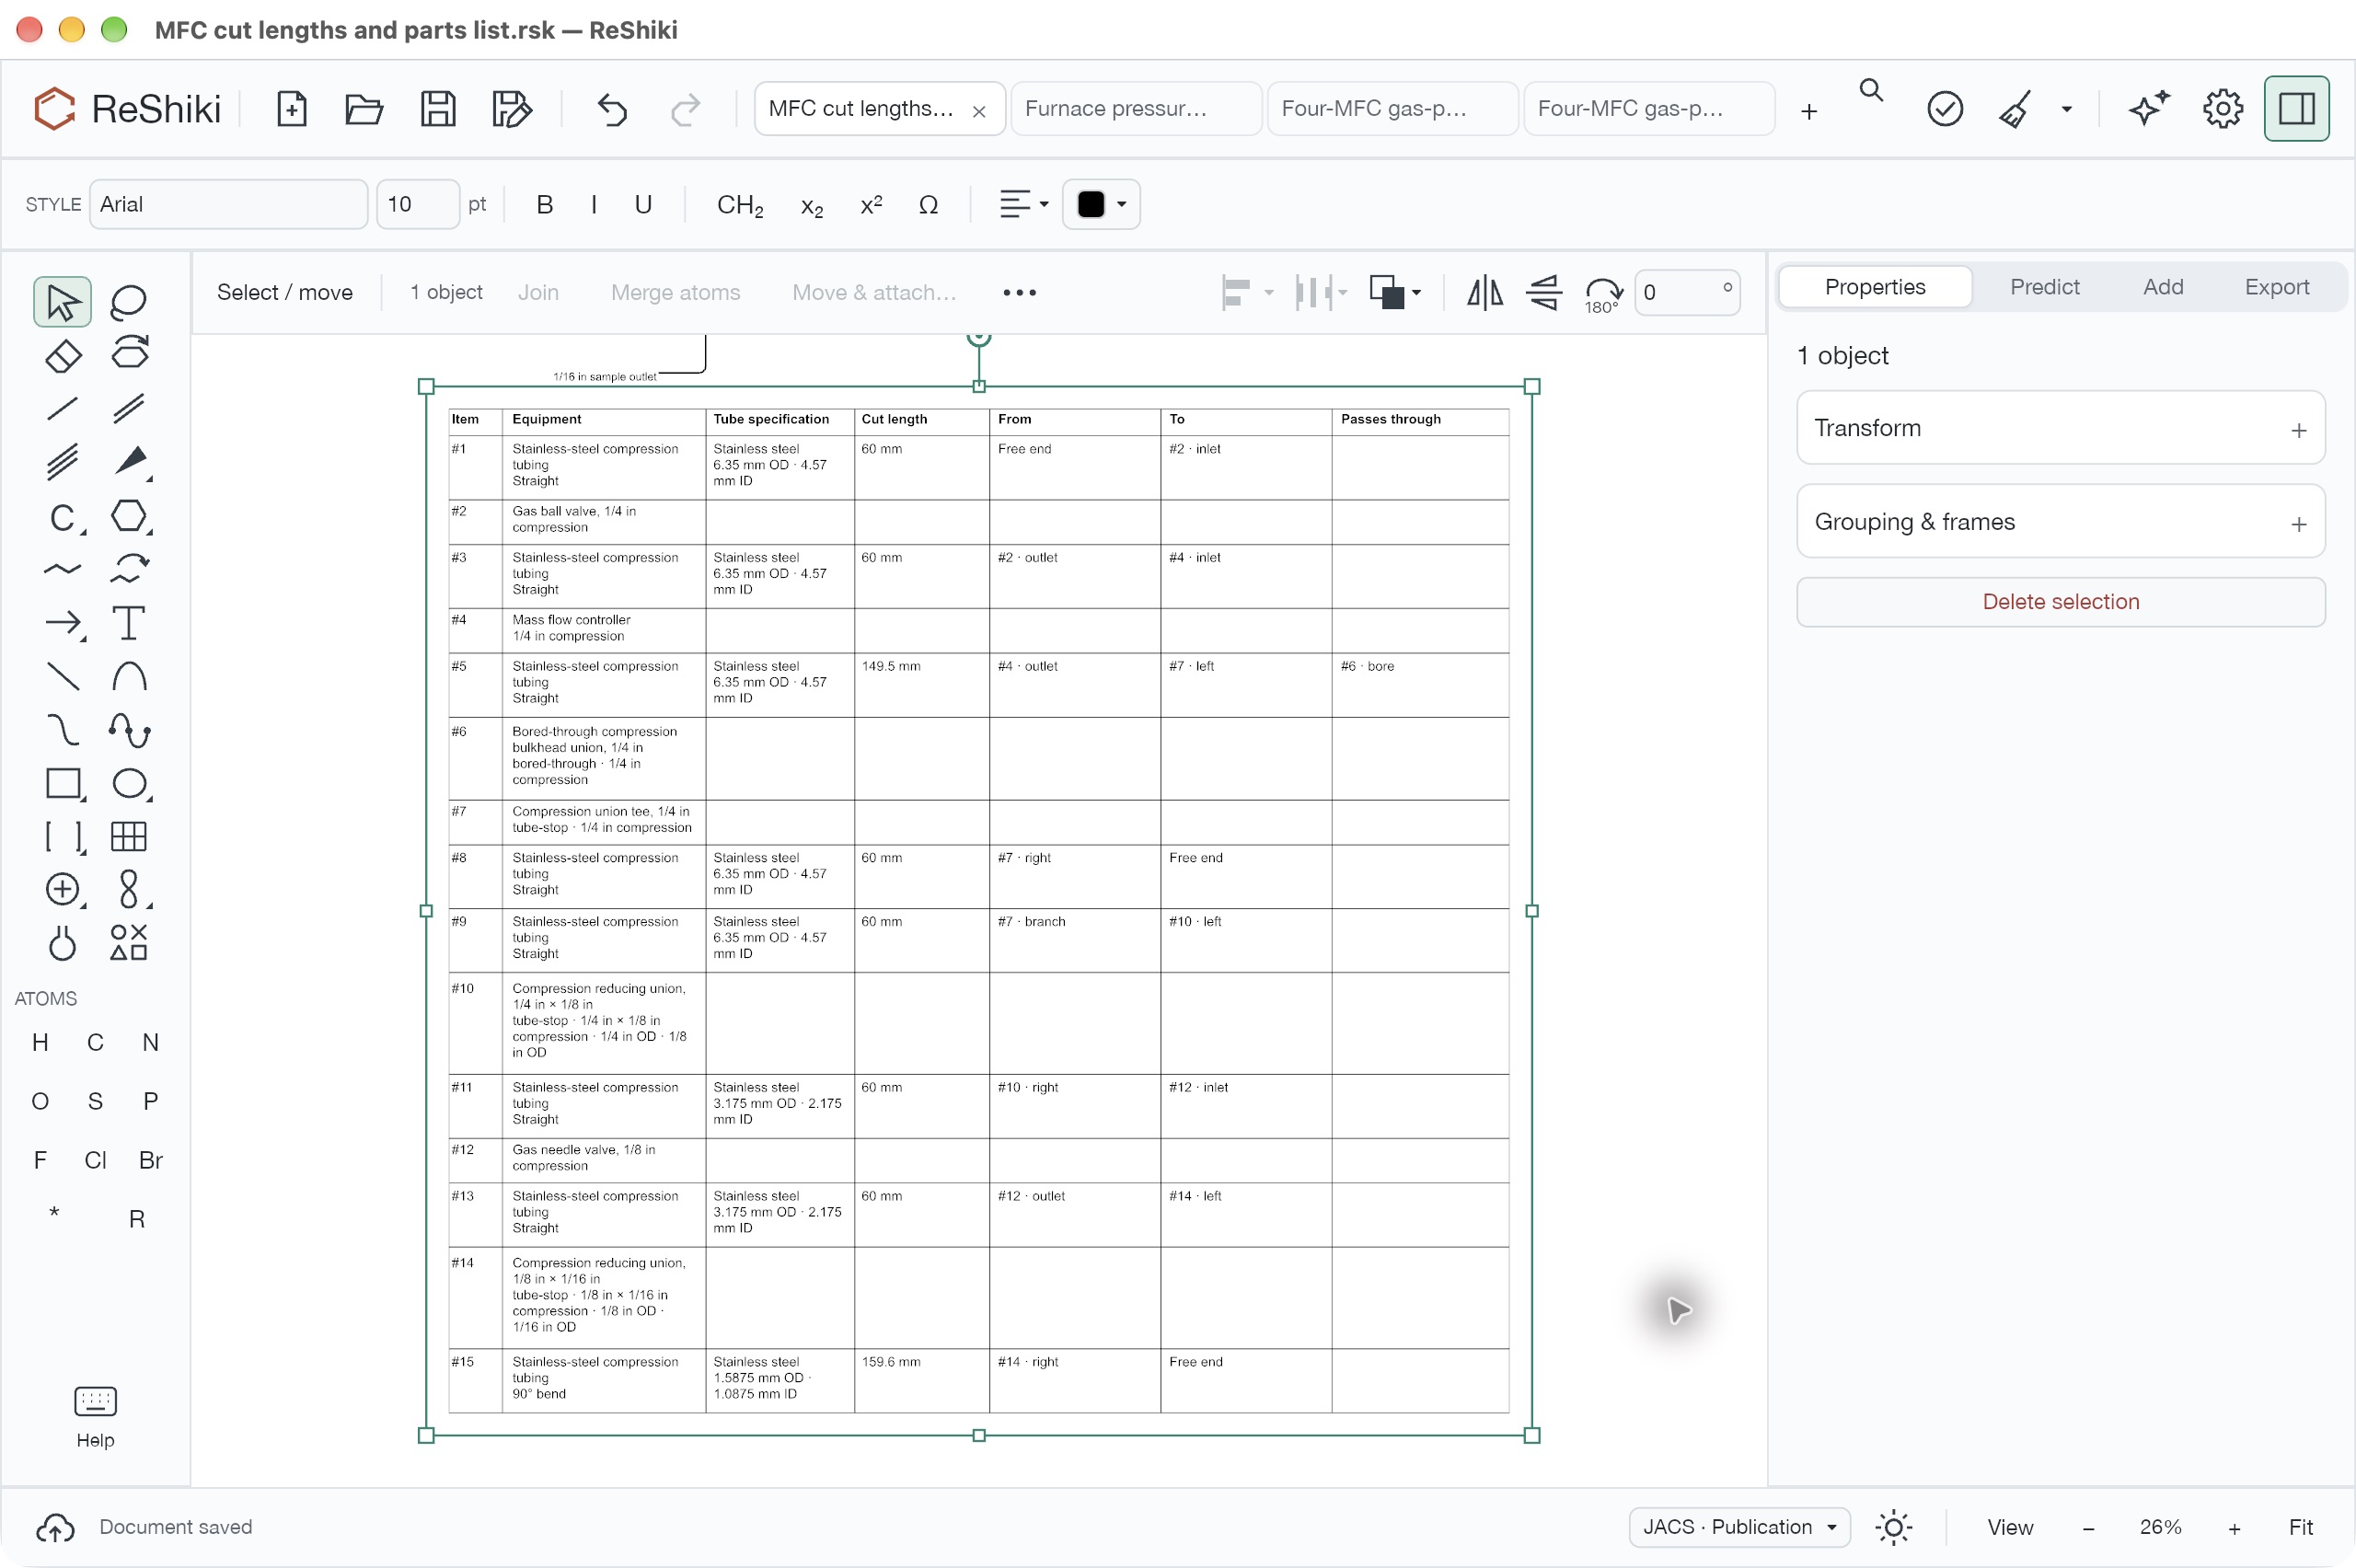 MFC cut lengths and parts list.rsk — ReShiki
ReShiki
MFC cut lengths...
Furnace pressur...
Four-MFC gas-p...
Four-MFC gas-p...
STYLE Arial 10 pt B I U CH₂ x₂ x² Ω
Select / move 1 object Join Merge atoms Move & attach... 180° 0 °
Properties Predict Add Export
1 object
Transform
Grouping & frames
Delete selection
1/16 in sample outlet
Item Equipment Tube specification Cut length From To Passes through
#1 Stainless-steel compression Stainless steel 60 mm Free end #2 · inlet
tubing 6.35 mm OD · 4.57
Straight mm ID
#2 Gas ball valve, 1/4 in
compression
#3 Stainless-steel compression Stainless steel 60 mm #2 · outlet #4 · inlet
tubing 6.35 mm OD · 4.57
Straight mm ID
#4 Mass flow controller
1/4 in compression
#5 Stainless-steel compression Stainless steel 149.5 mm #4 · outlet #7 · left #6 · bore
tubing 6.35 mm OD · 4.57
Straight mm ID
#6 Bored-through compression
bulkhead union, 1/4 in
bored-through · 1/4 in
compression
#7 Compression union tee, 1/4 in
tube-stop · 1/4 in compression
#8 Stainless-steel compression Stainless steel 60 mm #7 · right Free end
tubing 6.35 mm OD · 4.57
Straight mm ID
#9 Stainless-steel compression Stainless steel 60 mm #7 · branch #10 · left
tubing 6.35 mm OD · 4.57
Straight mm ID
#10 Compression reducing union,
1/4 in × 1/8 in
tube-stop · 1/4 in × 1/8 in
compression · 1/4 in OD · 1/8
in OD
#11 Stainless-steel compression Stainless steel 60 mm #10 · right #12 · inlet
tubing 3.175 mm OD · 2.175
Straight mm ID
#12 Gas needle valve, 1/8 in
compression
#13 Stainless-steel compression Stainless steel 60 mm #12 · outlet #14 · left
tubing 3.175 mm OD · 2.175
Straight mm ID
#14 Compression reducing union,
1/8 in × 1/16 in
tube-stop · 1/8 in × 1/16 in
compression · 1/8 in OD ·
1/16 in OD
#15 Stainless-steel compression Stainless steel 159.6 mm #14 · right Free end
tubing 1.5875 mm OD ·
90° bend 1.0875 mm ID
C
T
ATOMS
H C N
O S P
F Cl Br
* R
Help
Document saved
JACS · Publication
View − 26% + Fit